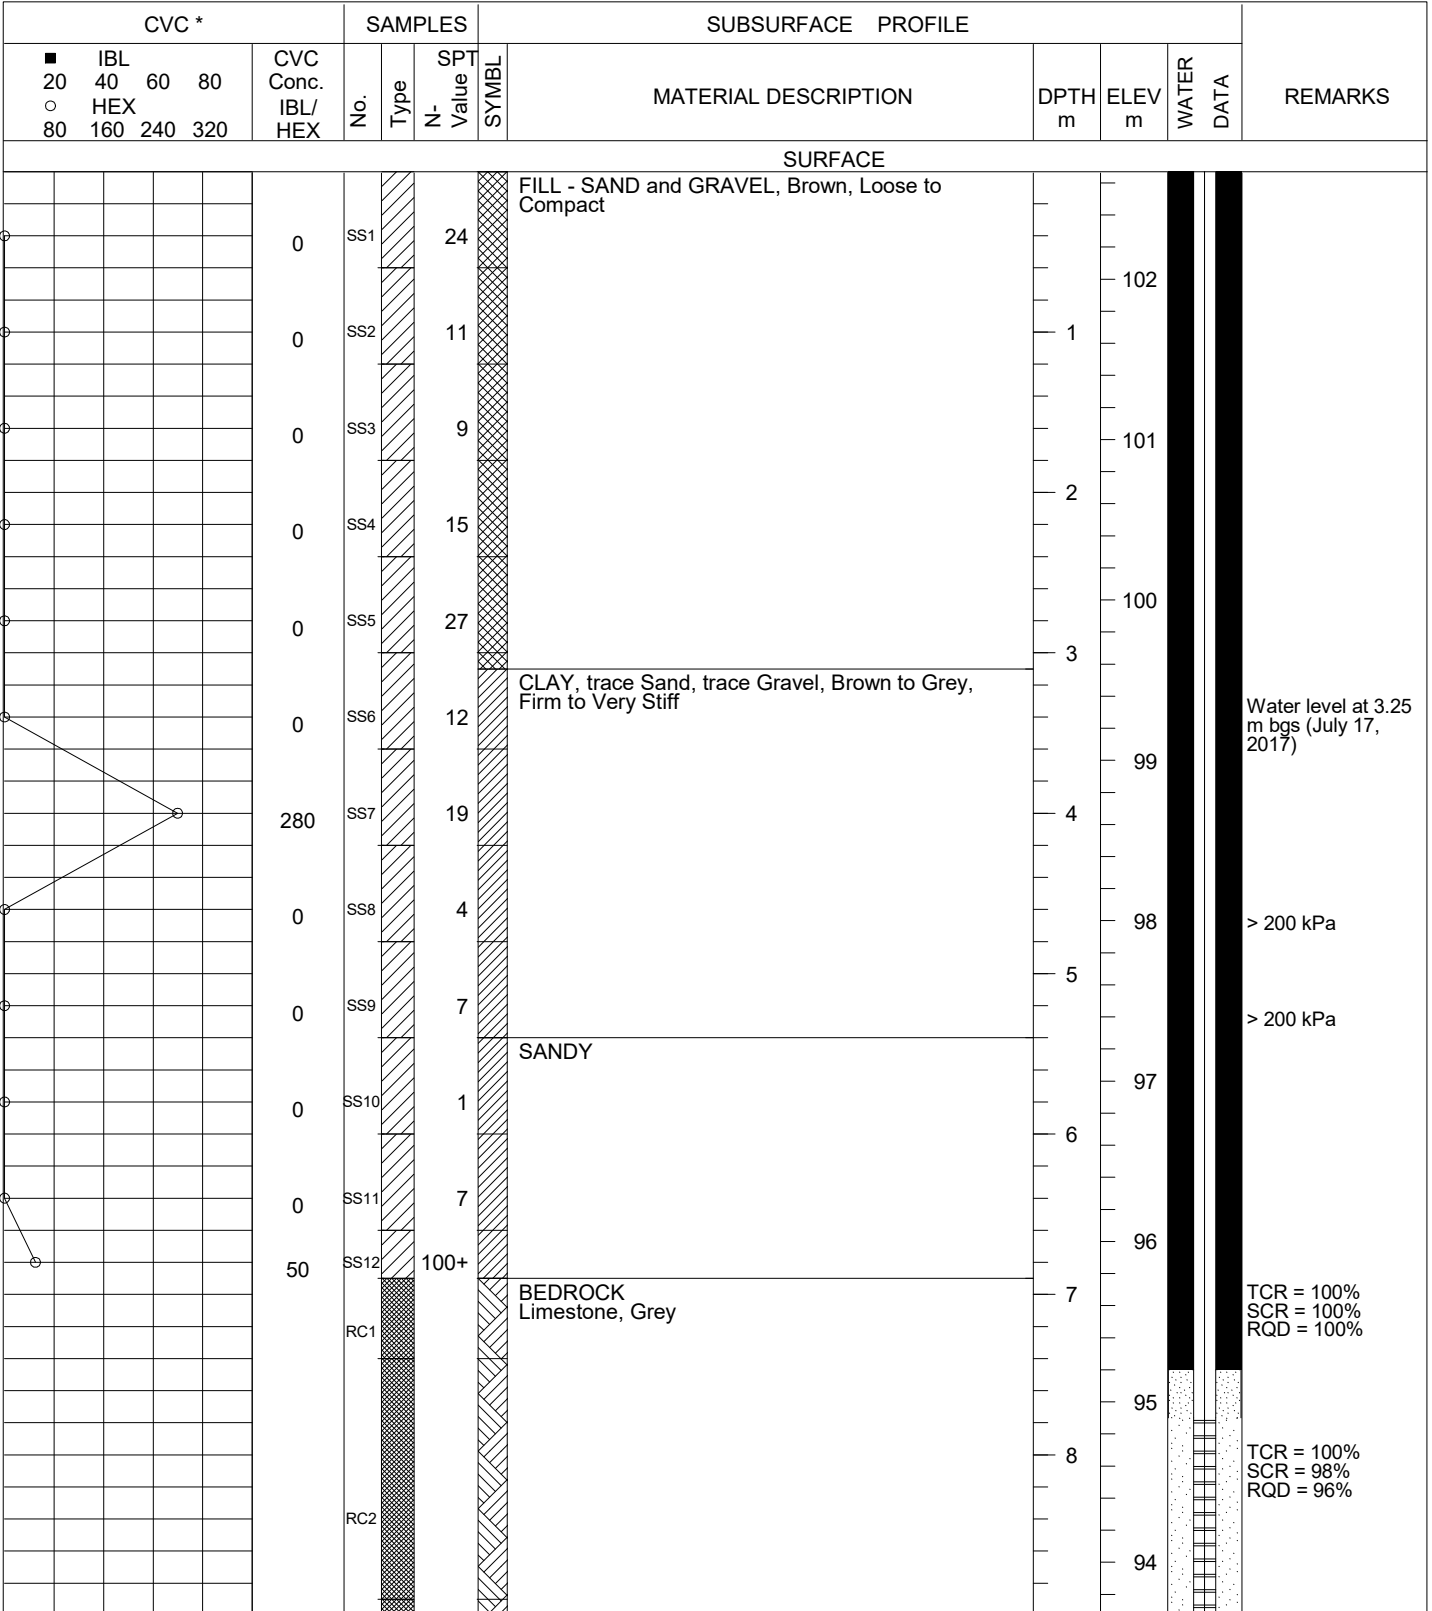 CVC *
SAMPLES
SUBSURFACE PROFILE
■ IBL
20 40 60 80
○ HEX
80 160 240 320
CVC
Conc.
IBL/
HEX
No.
Type
SPT
N-
Value
SYMBL
MATERIAL DESCRIPTION
DPTH
m
ELEV
m
WATER
DATA
REMARKS
SURFACE
FILL - SAND and GRAVEL, Brown, Loose to
Compact
0 SS1 24
102
0 SS2 11
1
0 SS3 9
101
2
0 SS4 15
100
0 SS5 27
3
CLAY, trace Sand, trace Gravel, Brown to Grey,
Firm to Very Stiff
0 SS6 12
Water level at 3.25
m bgs (July 17,
2017)
99
280 SS7 19
4
0 SS8 4
98
> 200 kPa
5
0 SS9 7
> 200 kPa
SANDY
97
0 SS10 1
6
0 SS11 7
96
50 SS12 100+
BEDROCK
Limestone, Grey
7
TCR = 100%
SCR = 100%
RQD = 100%
RC1
95
8
TCR = 100%
SCR = 98%
RQD = 96%
RC2
94